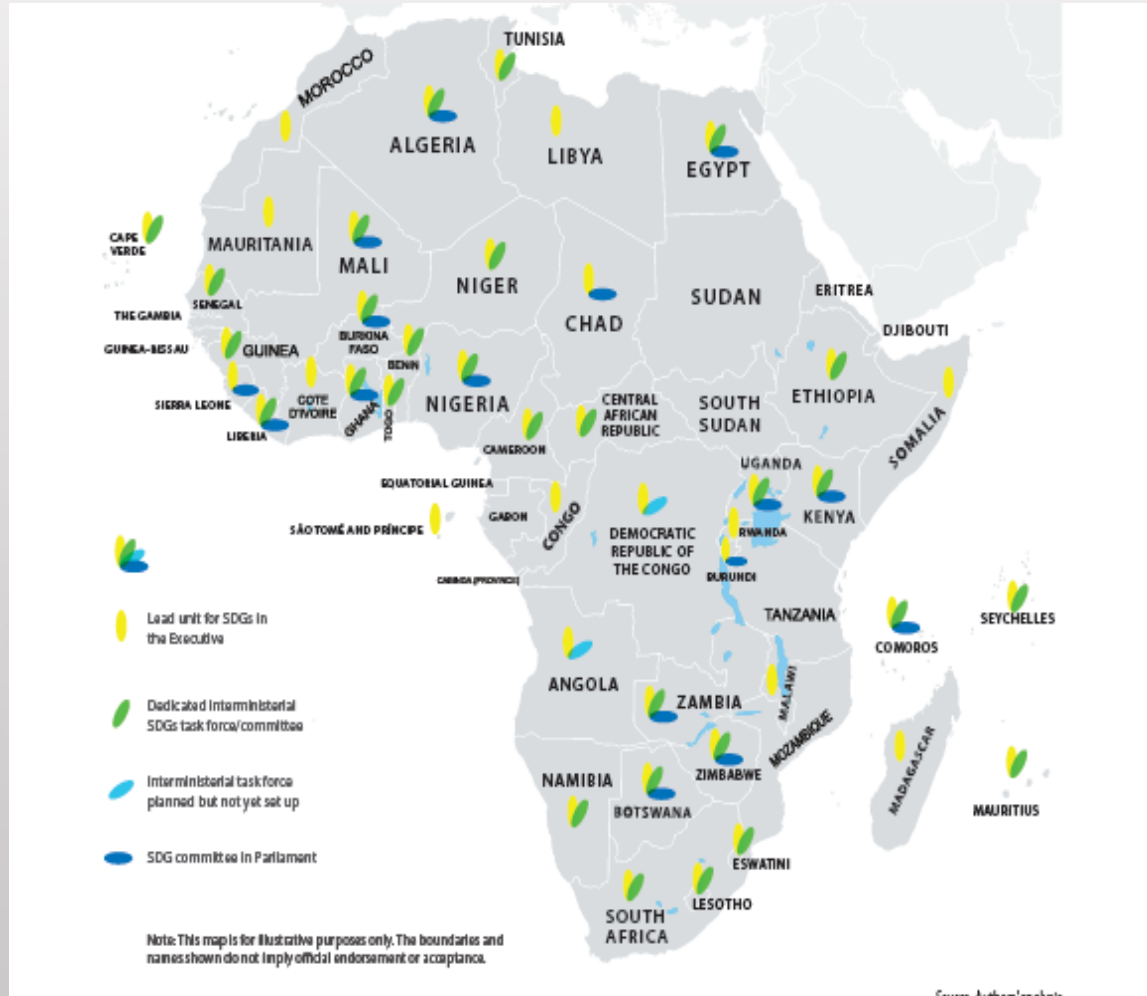 TUNISIA
MOROCCO
ALGERIA
LIBYA
EGYPT
CAPE
VERDE
MAURITANIA
MALI
NIGER
CHAD
SUDAN
ERITREA
DJIBOUTI
SENEGAL
THE GAMBIA
GUINEA-BISSAU
GUINEA
BURKINA
FASO
BENIN
SIERRA LEONE
LIBERIA
COTE
D'IVOIRE
GHANA
TOGO
NIGERIA
CAMEROON
CENTRAL
AFRICAN
REPUBLIC
SOUTH
SUDAN
ETHIOPIA
SOMALIA
UGANDA
KENYA
EQUATORIAL GUINEA
SÃO TOMÉ AND PRÍNCIPE
GABON
CONGO
DEMOCRATIC
REPUBLIC OF
THE CONGO
RWANDA
BURUNDI
CABINDA (PROVINCE)
TANZANIA
SEYCHELLES
COMOROS
ANGOLA
ZAMBIA
MALAWI
MOZAMBIQUE
ZIMBABWE
MADAGASCAR
MAURITIUS
NAMIBIA
BOTSWANA
ESWATINI
LESOTHO
SOUTH
AFRICA
Lead unit for SDGs in
the Executive
Dedicated Interministerial
SDGs task force/committee
Interministerial task force
planned but not yet set up
SDG committee in Parliament
Note: This map is for illustrative purposes only. The boundaries and
names shown do not imply official endorsement or acceptance.